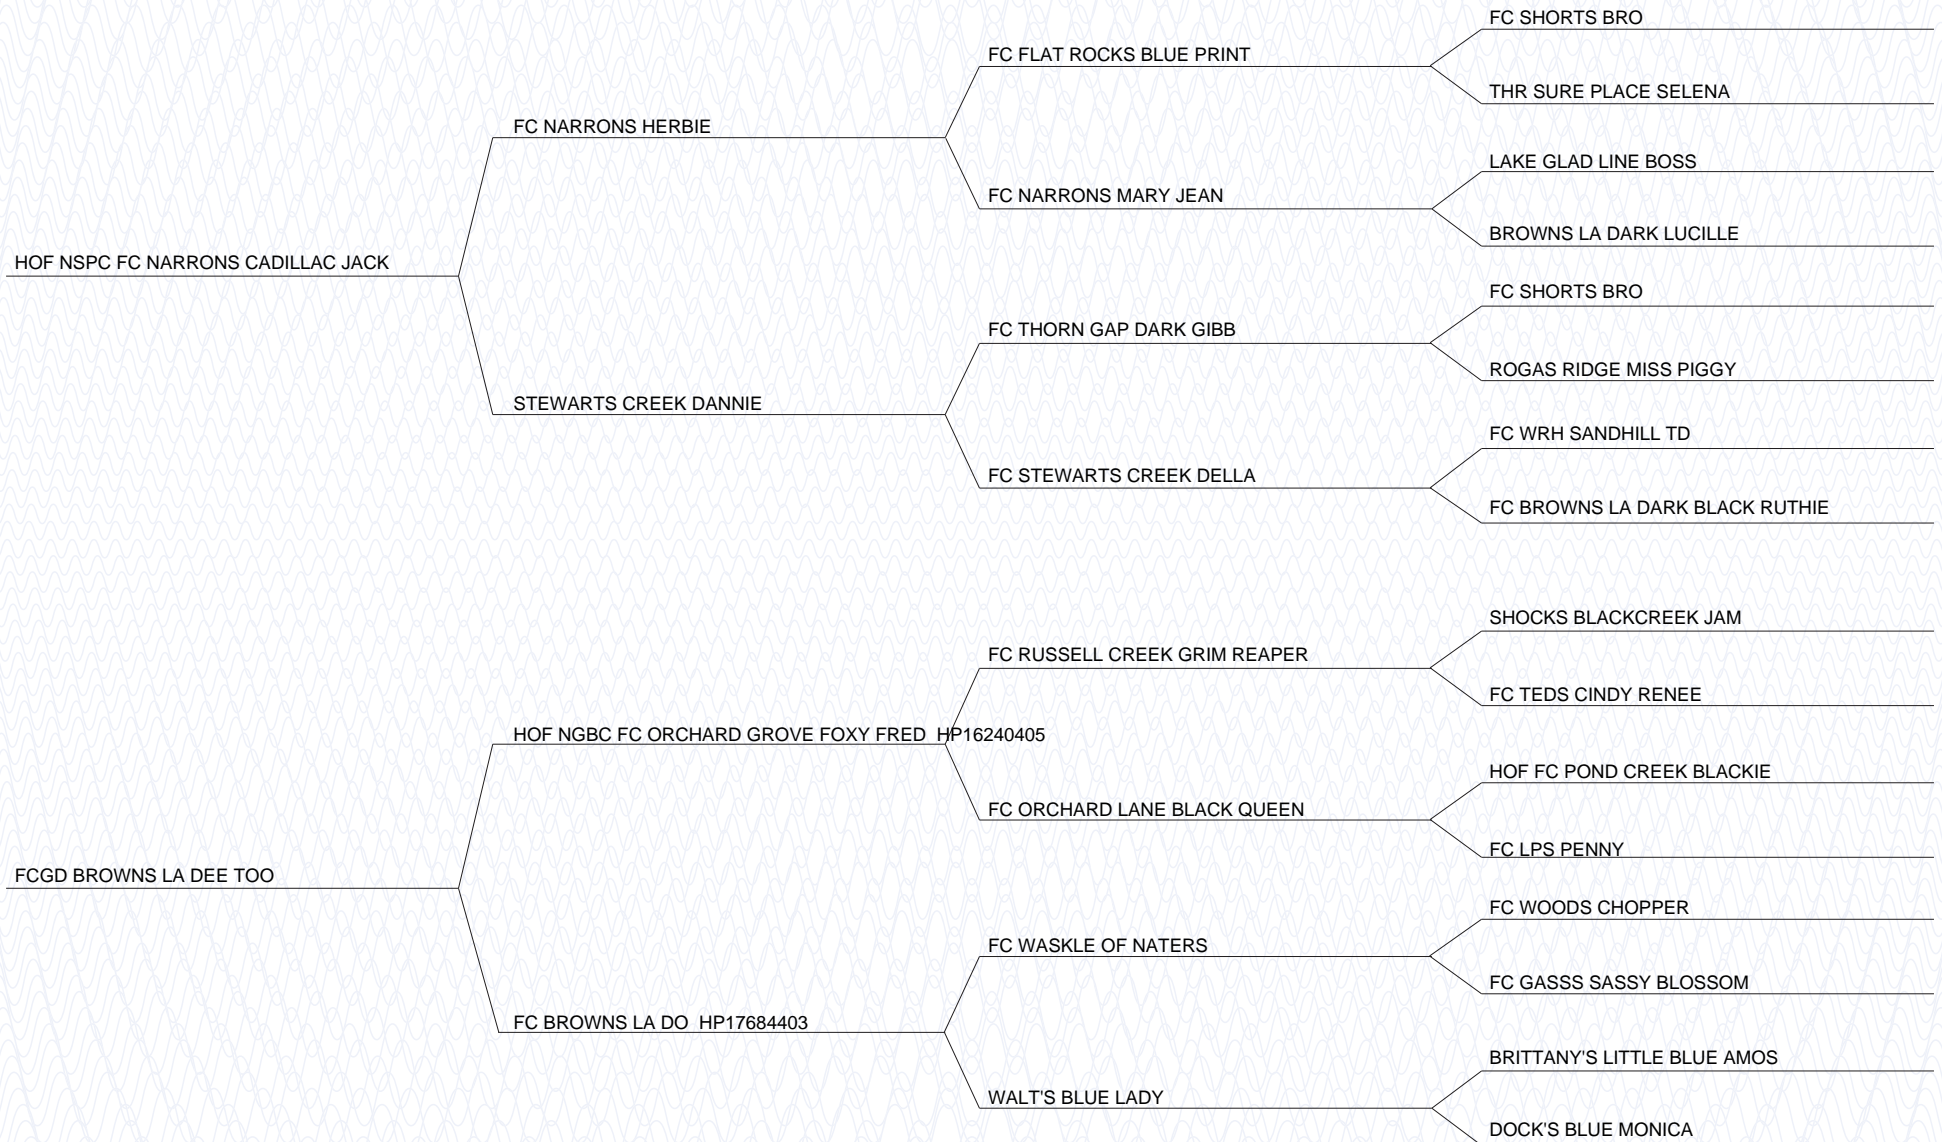 FC SHORTS BRO
FC FLAT ROCKS BLUE PRINT
THR SURE PLACE SELENA
FC NARRONS HERBIE
LAKE GLAD LINE BOSS
FC NARRONS MARY JEAN
BROWNS LA DARK LUCILLE
HOF NSPC FC NARRONS CADILLAC JACK
FC SHORTS BRO
FC THORN GAP DARK GIBB
ROGAS RIDGE MISS PIGGY
STEWARTS CREEK DANNIE
FC WRH SANDHILL TD
FC STEWARTS CREEK DELLA
FC BROWNS LA DARK BLACK RUTHIE
SHOCKS BLACKCREEK JAM
FC RUSSELL CREEK GRIM REAPER
FC TEDS CINDY RENEE
HOF NGBC FC ORCHARD GROVE FOXY FRED HP16240405
HOF FC POND CREEK BLACKIE
FC ORCHARD LANE BLACK QUEEN
FC LPS PENNY
FCGD BROWNS LA DEE TOO
FC WOODS CHOPPER
FC WASKLE OF NATERS
FC GASSS SASSY BLOSSOM
FC BROWNS LA DO HP17684403
BRITTANY'S LITTLE BLUE AMOS
WALT'S BLUE LADY
DOCK'S BLUE MONICA